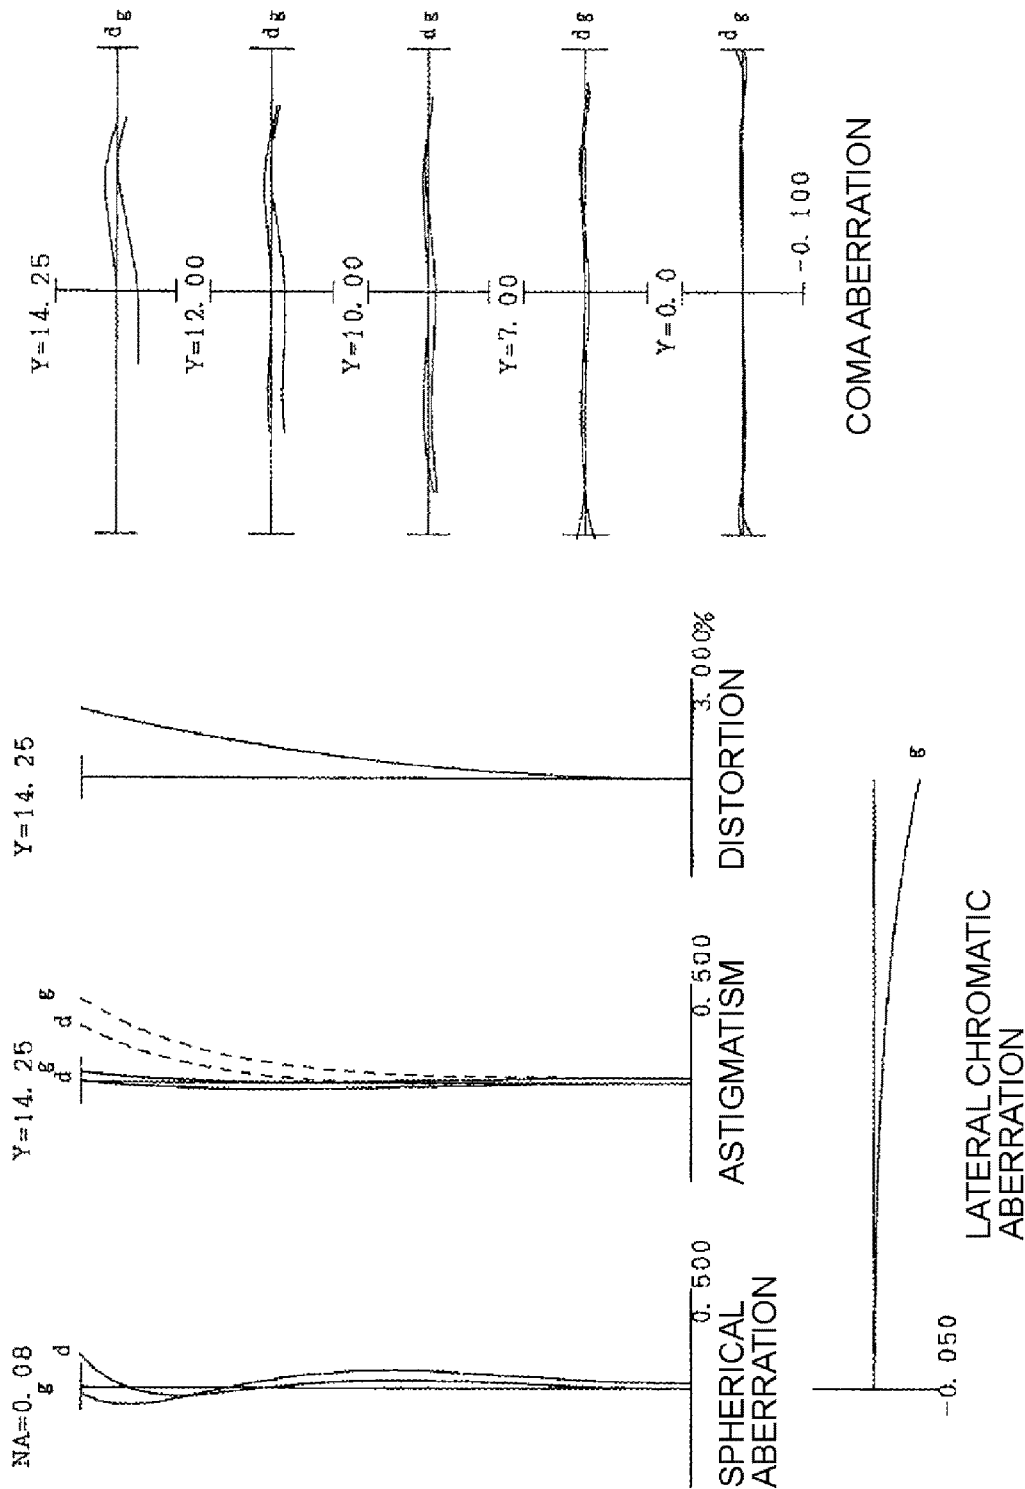 NA=0.08
g
d
0.500
SPHERICAL
ABERRATION
Y=14.25
d
g
d
g
0.500
ASTIGMATISM
Y=14.25
3.000%
DISTORTION
Y=14.25
d g
Y=12.00
d g
Y=10.00
d g
Y=7.00
d g
Y=0.0
d g
-0.100
COMA ABERRATION
-0.050
g
LATERAL CHROMATIC
ABERRATION